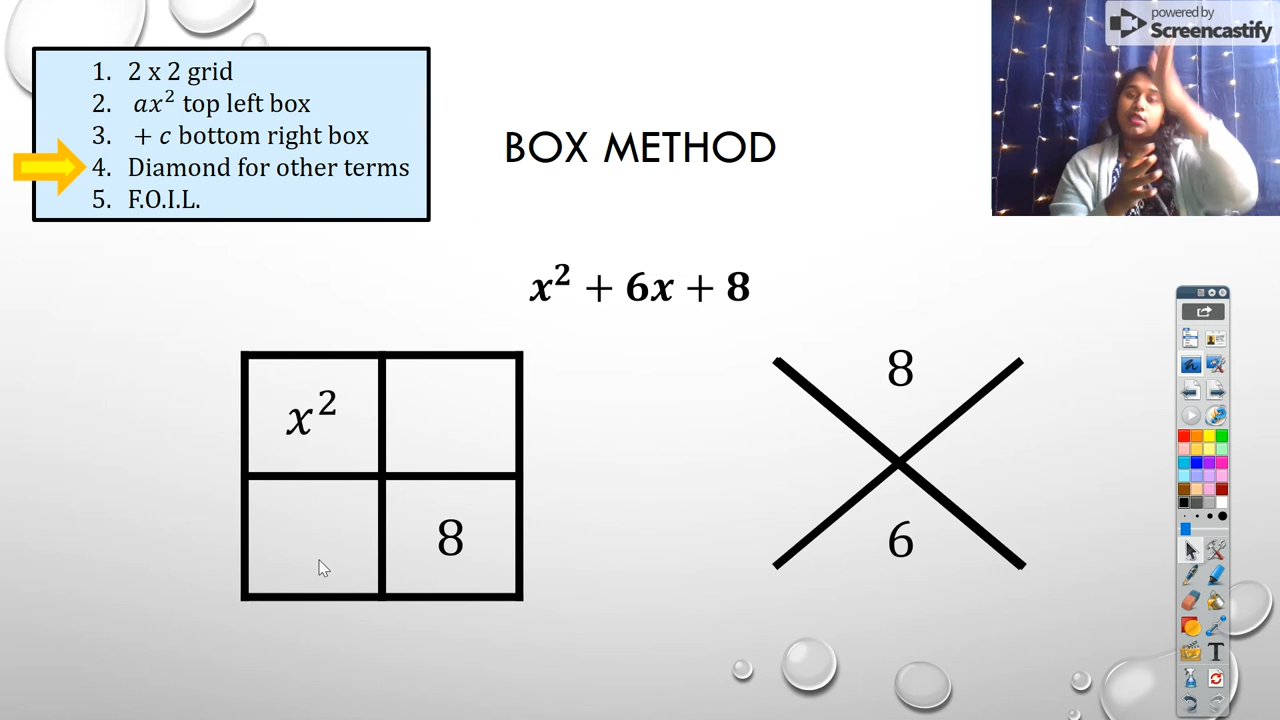 powered by
Screencastify
1. 2 x 2 grid
2. ax² top left box
3. + c bottom right box
4. Diamond for other terms
5. F.O.I.L.
BOX METHOD
x² + 6x + 8
x²
8
8
6
T